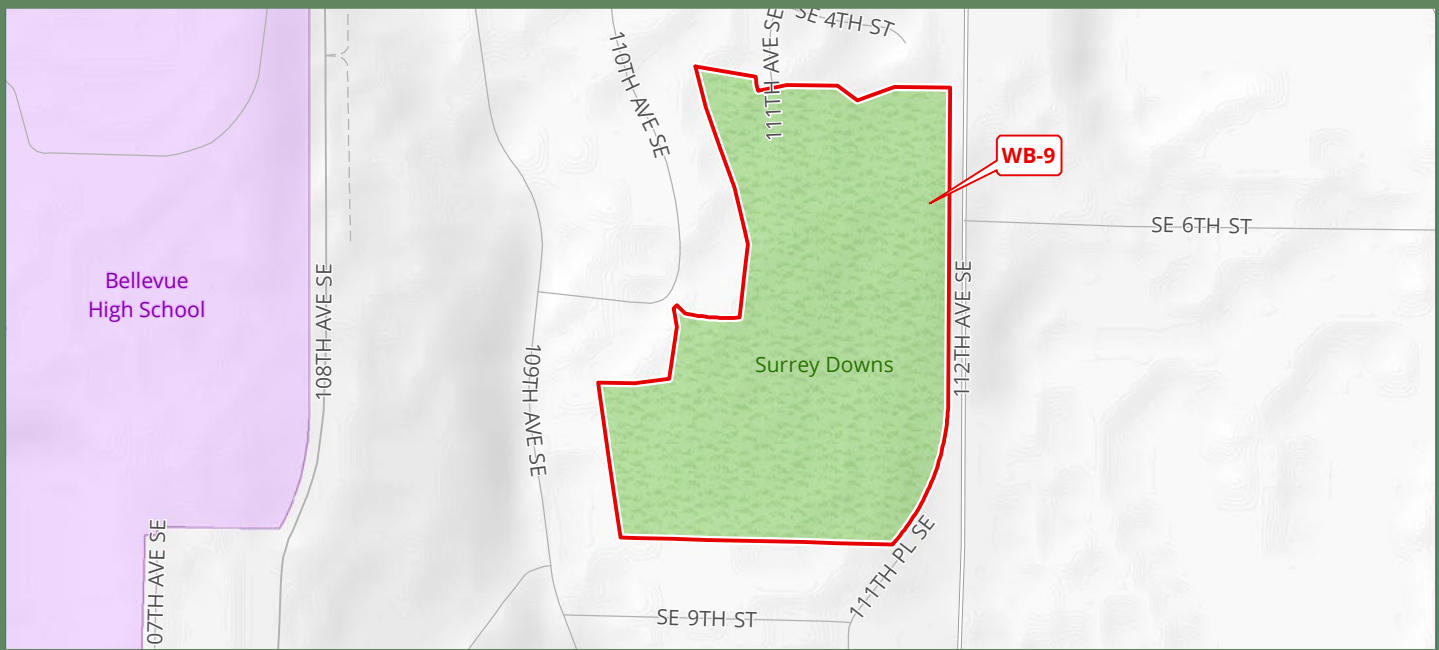 SE 4TH ST
111TH AVE SE
110TH AVE SE
WB-9
SE 6TH ST
Bellevue
High School
108TH AVE SE
109TH AVE SE
Surrey Downs
112TH AVE SE
07TH AVE SE
111TH PL SE
SE 9TH ST